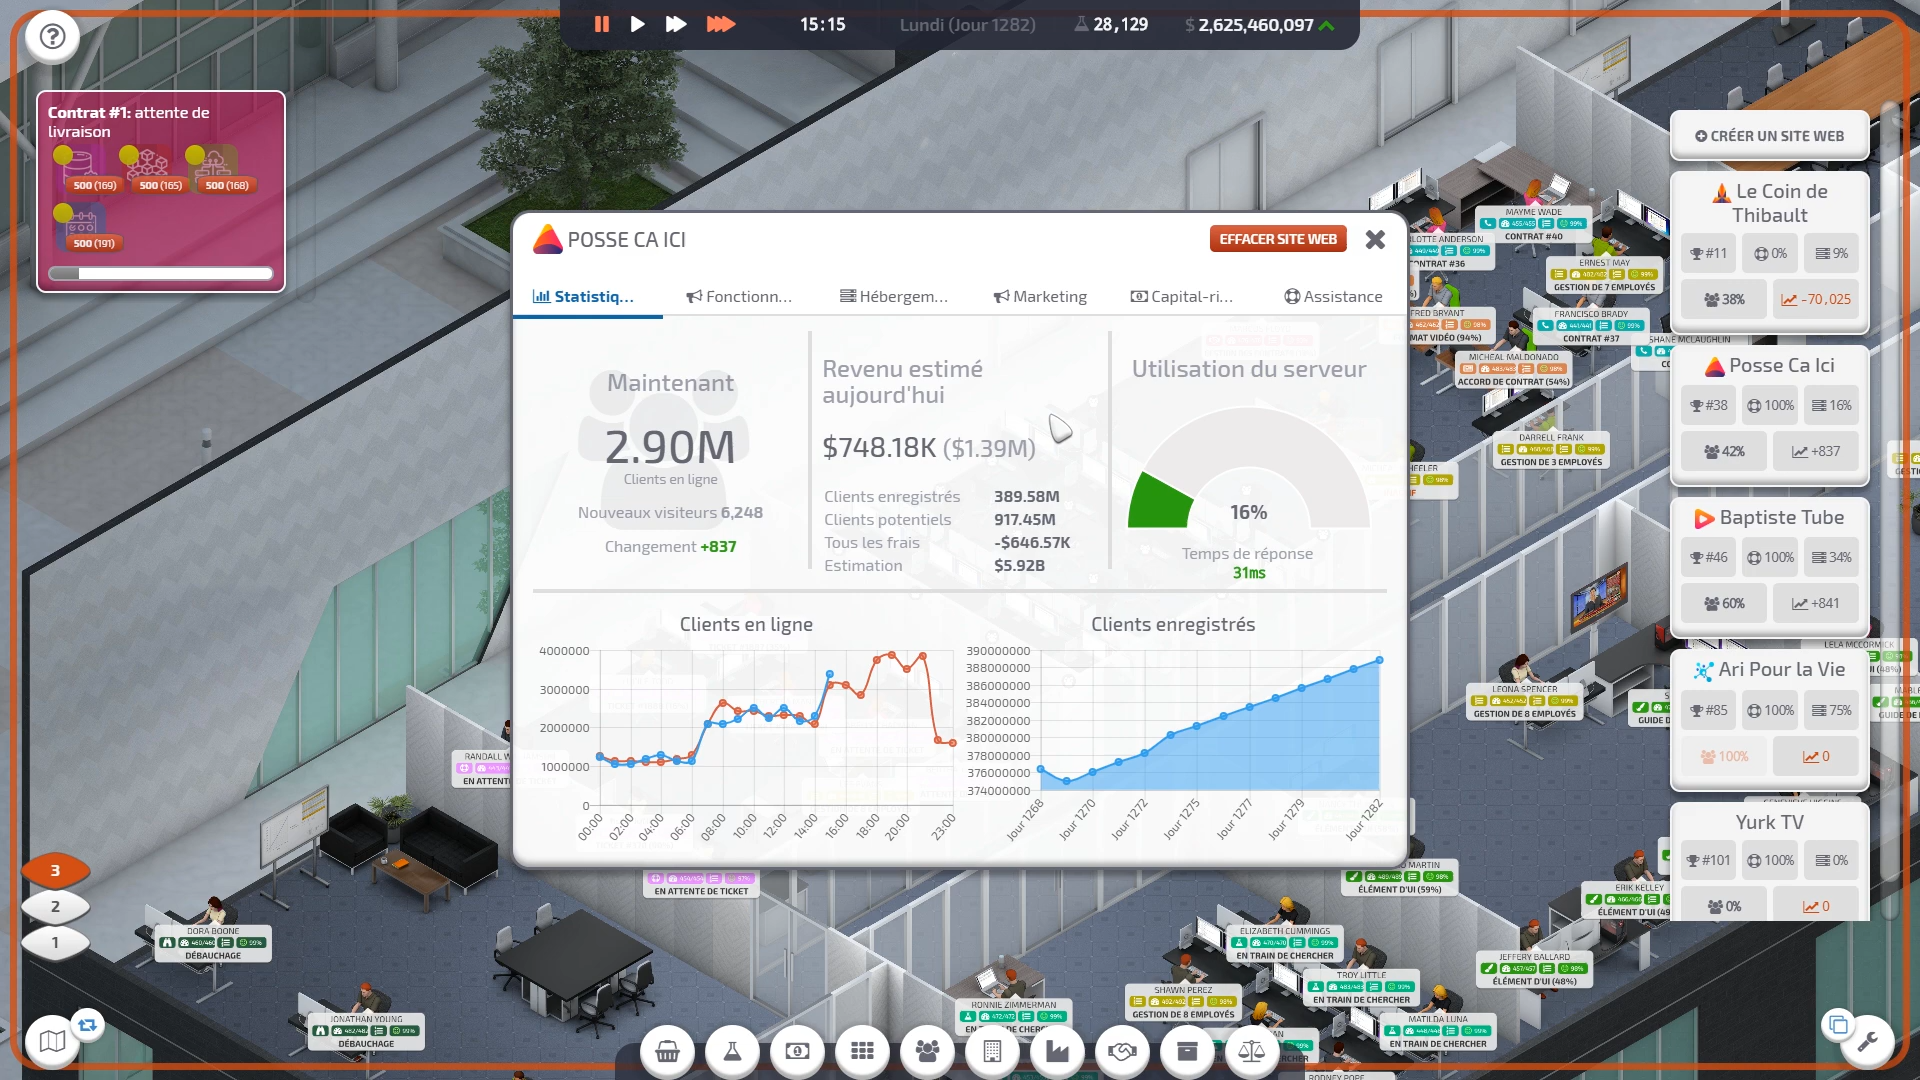 15:15
Lundi (Jour 1282)
28,129
$ 2,625,460,097
Contrat #1: attente de
livraison
500 (169)
500 (165)
500 (168)
500 (191)
POSSE CA ICI
EFFACER SITE WEB
Statistiq...
Fonctionn...
Hébergem...
Marketing
Capital-ri...
Assistance
Maintenant
2.90M
Clients en ligne
Nouveaux visiteurs 6,248
Changement +837
Revenu estimé
aujourd'hui
$748.18K ($1.39M)
Clients enregistrés 389.58M
Clients potentiels 917.45M
Tous les frais -$646.57K
Estimation $5.92B
Utilisation du serveur
16%
Temps de réponse
31ms
Clients en ligne
4000000
3000000
2000000
1000000
0
00:00
02:00
04:00
06:00
08:00
10:00
12:00
14:00
16:00
18:00
20:00
23:00
Clients enregistrés
390000000
388000000
386000000
384000000
382000000
380000000
378000000
376000000
374000000
Jour 1268
Jour 1270
Jour 1272
Jour 1275
Jour 1277
Jour 1279
Jour 1282
CRÉER UN SITE WEB
Le Coin de
Thibault
#11
0%
9%
38%
-70,025
Posse Ca Ici
#38
100%
16%
42%
+837
Baptiste Tube
#46
100%
34%
60%
+841
Ari Pour la Vie
#85
100%
75%
100%
0
Yurk TV
#101
100%
0%
0%
0
MAYME WADE
CONTRAT #40
ERNEST MAY
GESTION DE 7 EMPLOYÉS
FRANCISCO BRADY
CONTRAT #37
MICHEAL MALDONADO
ACCORD DE CONTRAT (54%)
DARRELL FRANK
GESTION DE 3 EMPLOYÉS
LEONA SPENCER
GESTION DE 8 EMPLOYÉS
EN ATTENTE DE TICKET
ÉLÉMENT D'UI (59%)
ERIK KELLEY
ELIZABETH CUMMINGS
EN TRAIN DE CHERCHER
JEFFERY BALLARD
ÉLÉMENT D'UI (48%)
TROY LITTLE
EN TRAIN DE CHERCHER
SHAWN PEREZ
GESTION DE 8 EMPLOYÉS
MATILDA LUNA
EN TRAIN DE CHERCHER
RONNIE ZIMMERMAN
DORA BOONE
DÉBAUCHAGE
JONATHAN YOUNG
DÉBAUCHAGE
RODNEY POPE
3
2
1